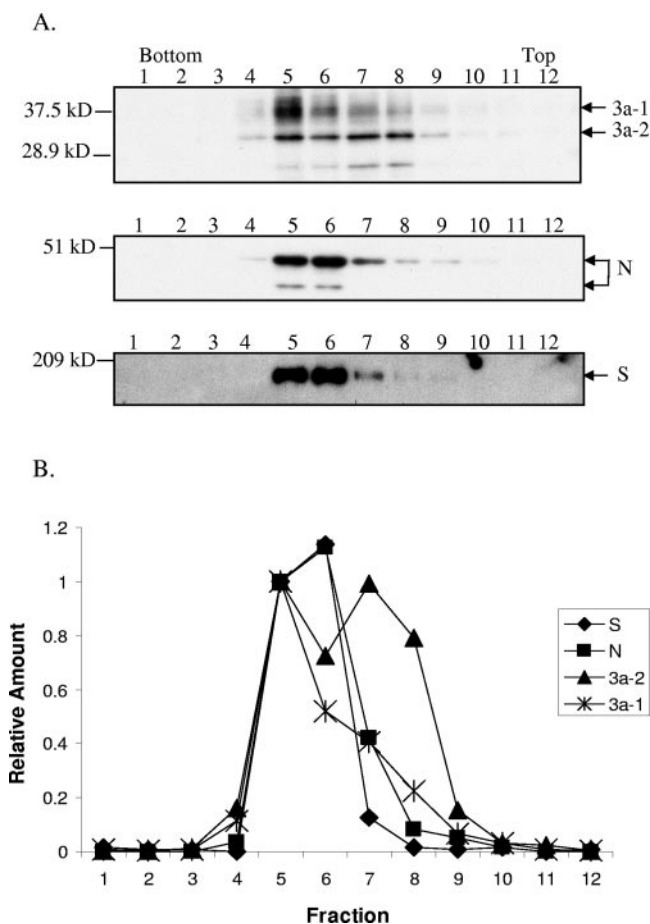 A.
Bottom Top
1 2 3 4 5 6 7 8 9 10 11 12
37.5 kD
3a-1
3a-2
28.9 kD
1 2 3 4 5 6 7 8 9 10 11 12
51 kD
N
1 2 3 4 5 6 7 8 9 10 11 12
209 kD
S
B.
1.2
1
0.8
0.6
0.4
0.2
0
Relative Amount
S
N
3a-2
3a-1
1 2 3 4 5 6 7 8 9 10 11 12
Fraction